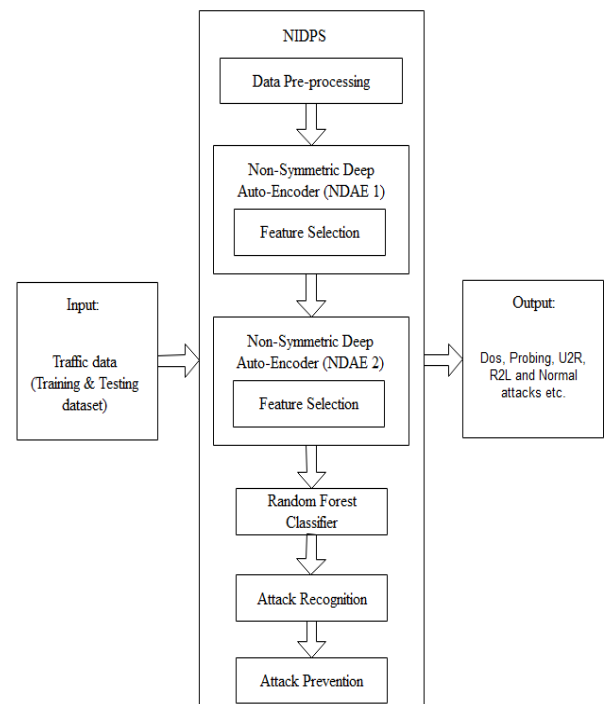 NIDPS
Data Pre-processing
Non-Symmetric Deep
Auto-Encoder (NDAE 1)
Feature Selection
Input:
Traffic data
(Training & Testing
dataset)
Non-Symmetric Deep
Auto-Encoder (NDAE 2)
Feature Selection
Output:
Dos, Probing, U2R,
R2L and Normal
attacks etc.
Random Forest
Classifier
Attack Recognition
Attack Prevention